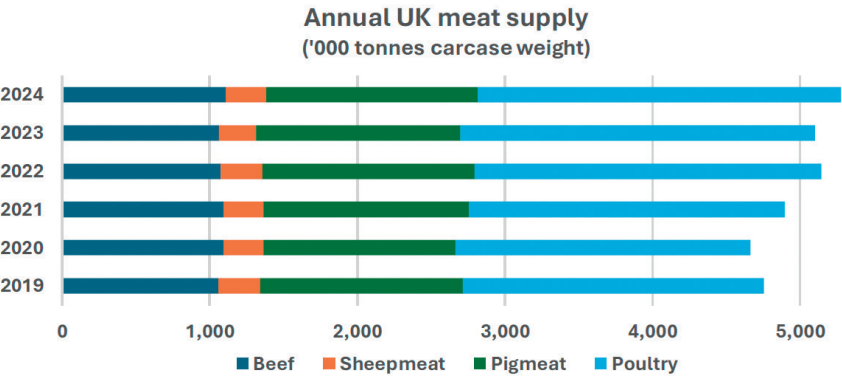 Annual UK meat supply
('000 tonnes carcase weight)
2024
2023
2022
2021
2020
2019
0 1,000 2,000 3,000 4,000 5,000
Beef Sheepmeat Pigmeat Poultry